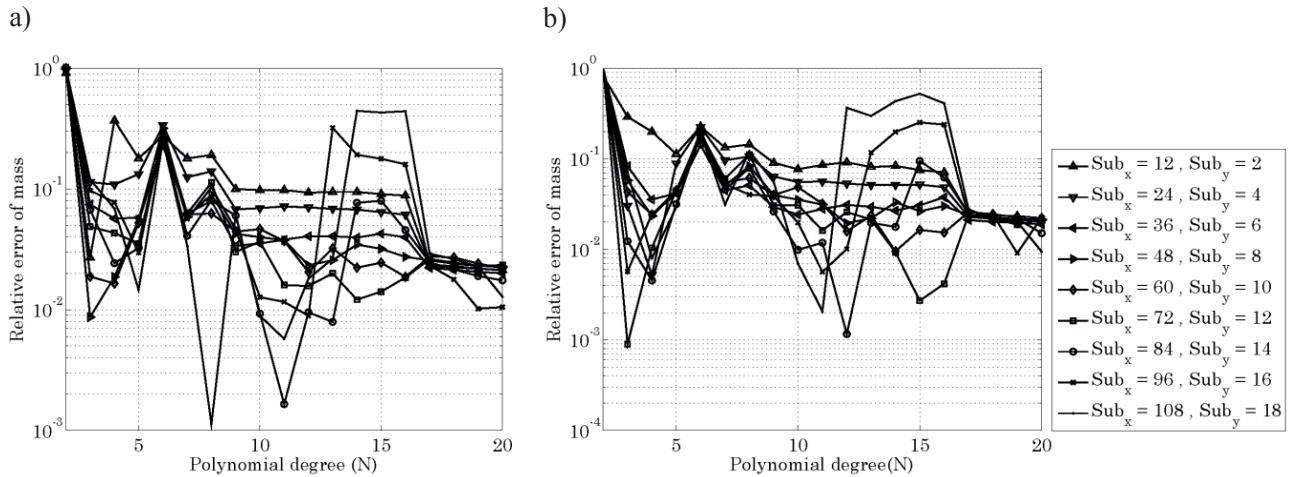 a)
b)
10^0
10^-1
10^-2
10^-3
5
10
15
20
Relative error of mass
Polynomial degree (N)
10^0
10^-1
10^-2
10^-3
10^-4
5
10
15
20
Relative error of mass
Polynomial degree(N)
Sub_x = 12 , Sub_y = 2
Sub_x = 24 , Sub_y = 4
Sub_x = 36 , Sub_y = 6
Sub_x = 48 , Sub_y = 8
Sub_x = 60 , Sub_y = 10
Sub_x = 72 , Sub_y = 12
Sub_x = 84 , Sub_y = 14
Sub_x = 96 , Sub_y = 16
Sub_x = 108 , Sub_y = 18